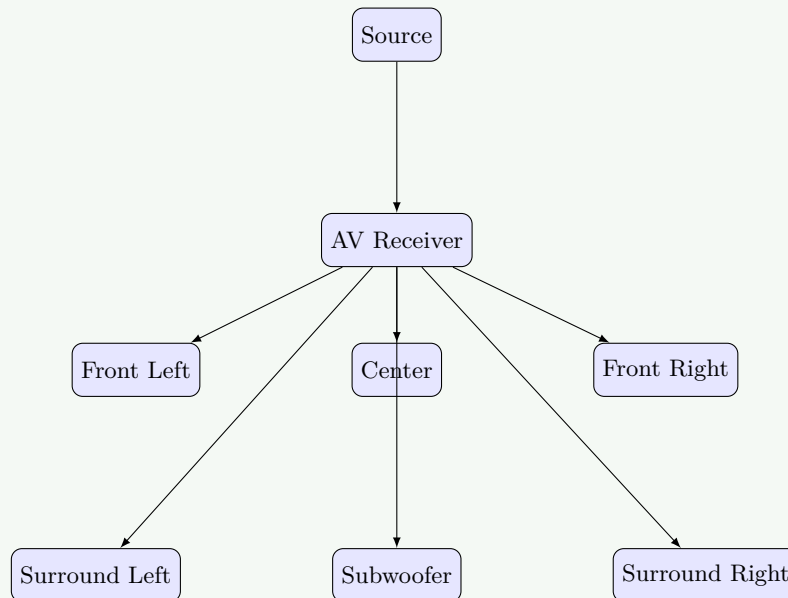 Source
AV Receiver
Front Left
Center
Front Right
Surround Left
Subwoofer
Surround Right